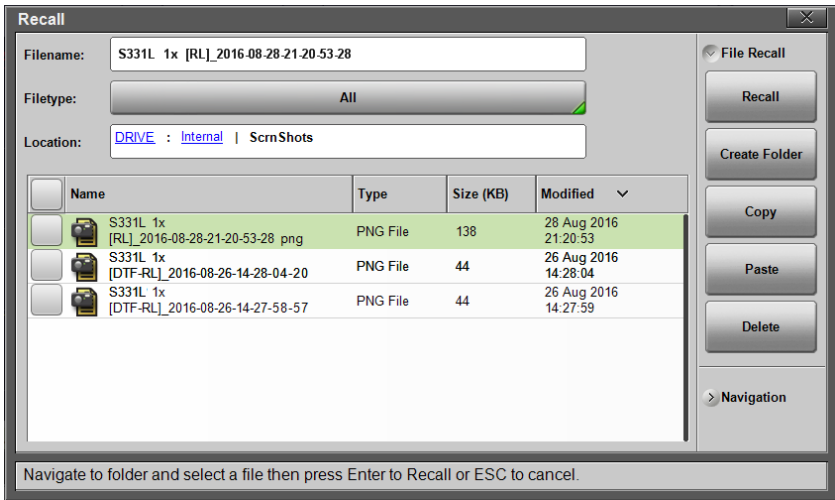 Recall
Filename: S331L 1x [RL]_2016-08-28-21-20-53-28
Filetype: All
Location: DRIVE : Internal | ScrnShots
Name Type Size (KB) Modified
S331L 1x
[RL]_2016-08-28-21-20-53-28 png PNG File 138 28 Aug 2016
21:20:53
S331L 1x
[DTF-RL]_2016-08-26-14-28-04-20 PNG File 44 26 Aug 2016
14:28:04
S331L 1x
[DTF-RL]_2016-08-26-14-27-58-57 PNG File 44 26 Aug 2016
14:27:59
File Recall
Recall
Create Folder
Copy
Paste
Delete
Navigation
Navigate to folder and select a file then press Enter to Recall or ESC to cancel.